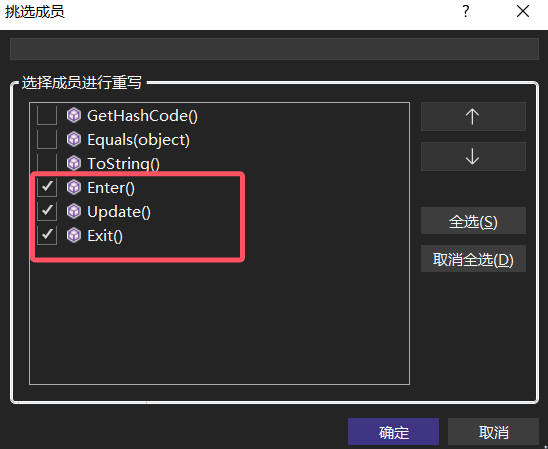 挑选成员
?
选择成员进行重写
GetHashCode()
Equals(object)
ToString()
Enter()
Update()
Exit()
全选(S)
取消全选(D)
确定
取消